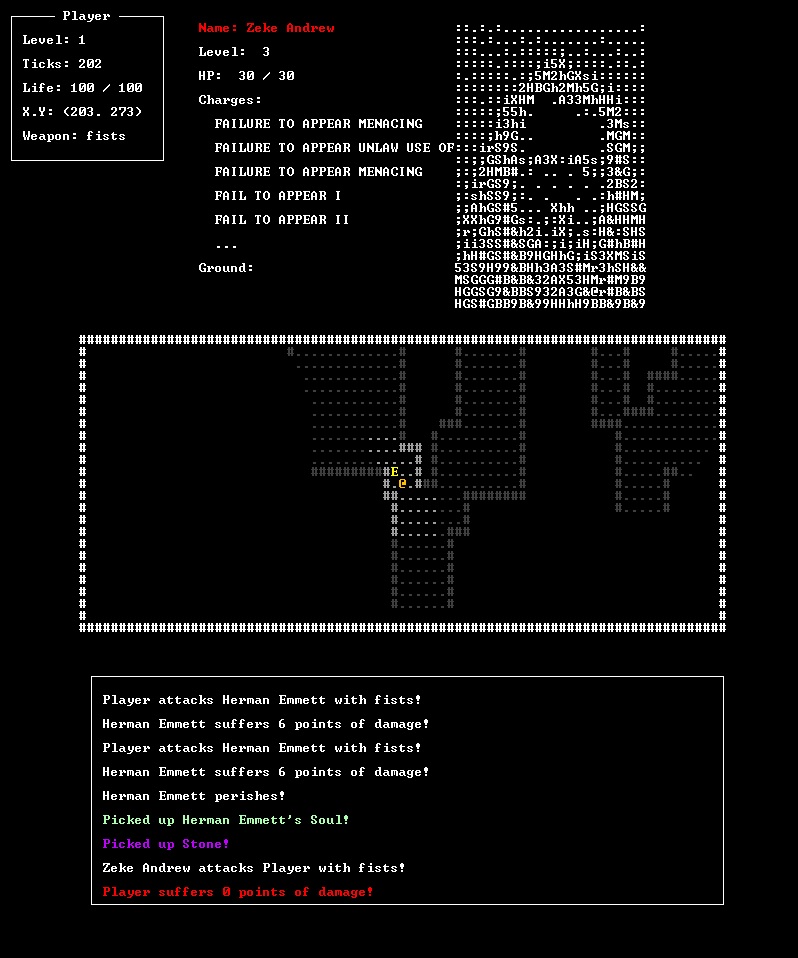 Player
Level: 1
Ticks: 202
Life: 100 / 100
X.Y: (203. 273)
Weapon: fists
Name: Zeke Andrew
Level:  3
HP:  30 / 30
Charges:
FAILURE TO APPEAR MENACING
FAILURE TO APPEAR UNLAW USE OF
FAILURE TO APPEAR MENACING
FAIL TO APPEAR I
FAIL TO APPEAR II
...
Ground:
Player attacks Herman Emmett with fists!
Herman Emmett suffers 6 points of damage!
Player attacks Herman Emmett with fists!
Herman Emmett suffers 6 points of damage!
Herman Emmett perishes!
Picked up Herman Emmett's Soul!
Picked up Stone!
Zeke Andrew attacks Player with fists!
Player suffers 0 points of damage!